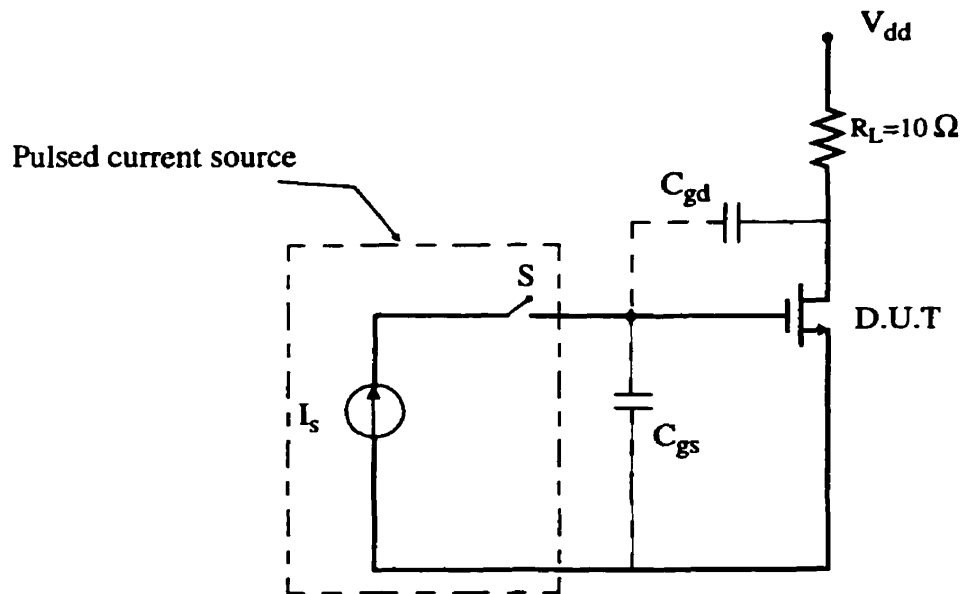 V_dd
R_L=10 Ω
Pulsed current source
C_gd
S
D.U.T
I_s
C_gs